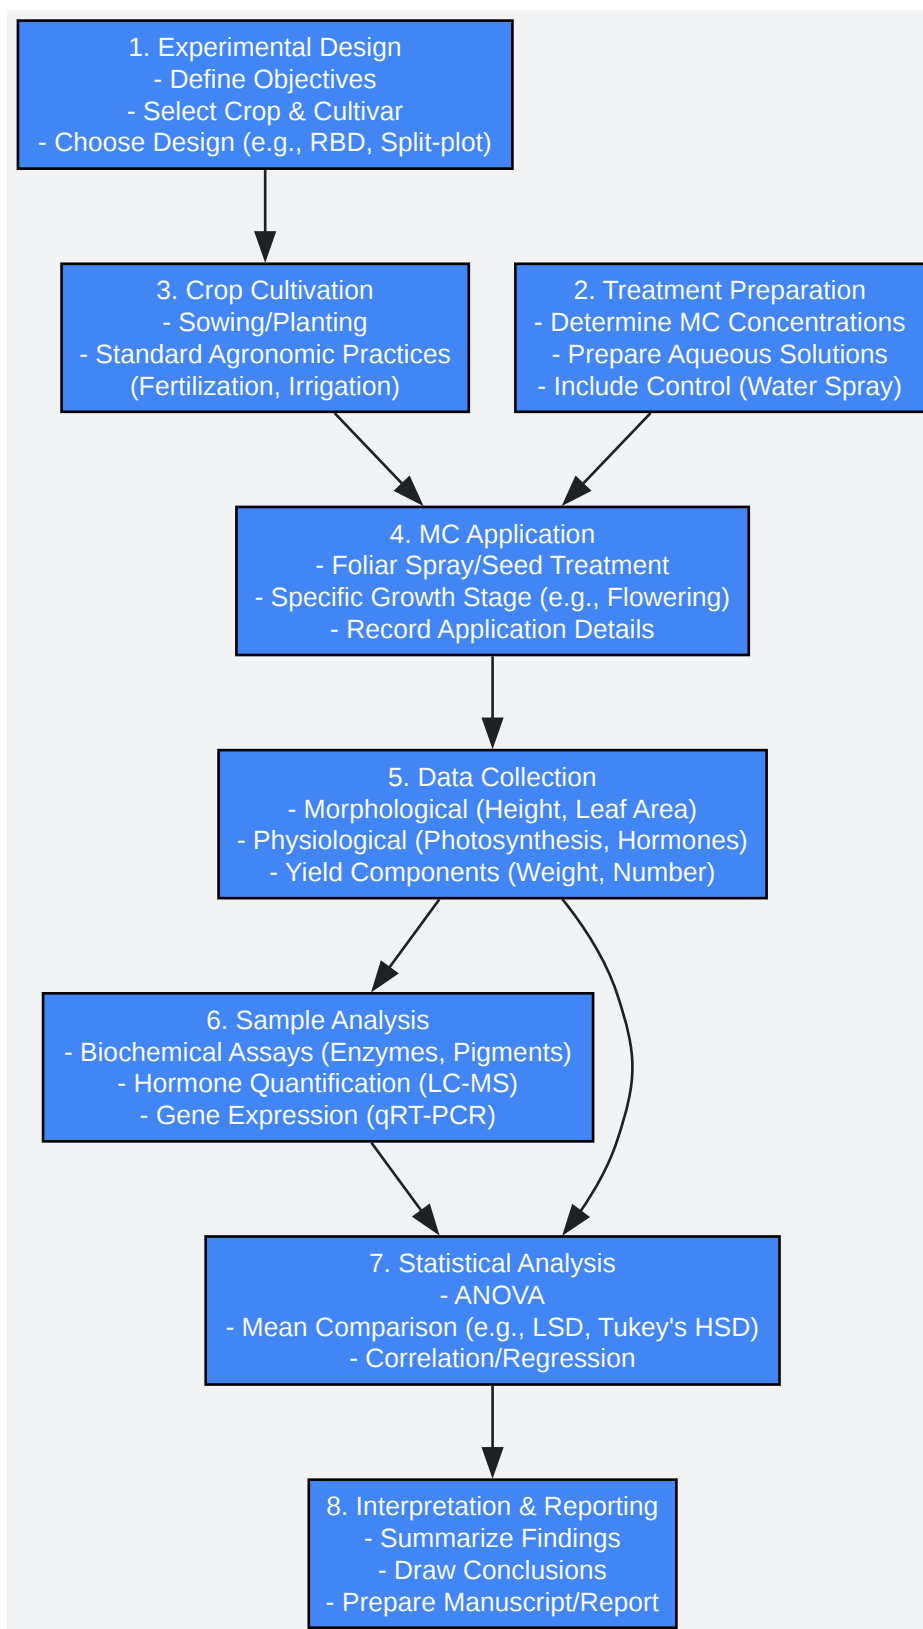 1. Experimental Design
- Define Objectives
- Select Crop & Cultivar
- Choose Design (e.g., RBD, Split-plot)
3. Crop Cultivation
- Sowing/Planting
- Standard Agronomic Practices
(Fertilization, Irrigation)
2. Treatment Preparation
- Determine MC Concentrations
- Prepare Aqueous Solutions
- Include Control (Water Spray)
4. MC Application
- Foliar Spray/Seed Treatment
- Specific Growth Stage (e.g., Flowering)
- Record Application Details
5. Data Collection
- Morphological (Height, Leaf Area)
- Physiological (Photosynthesis, Hormones)
- Yield Components (Weight, Number)
6. Sample Analysis
- Biochemical Assays (Enzymes, Pigments)
- Hormone Quantification (LC-MS)
- Gene Expression (qRT-PCR)
7. Statistical Analysis
- ANOVA
- Mean Comparison (e.g., LSD, Tukey's HSD)
- Correlation/Regression
8. Interpretation & Reporting
- Summarize Findings
- Draw Conclusions
- Prepare Manuscript/Report